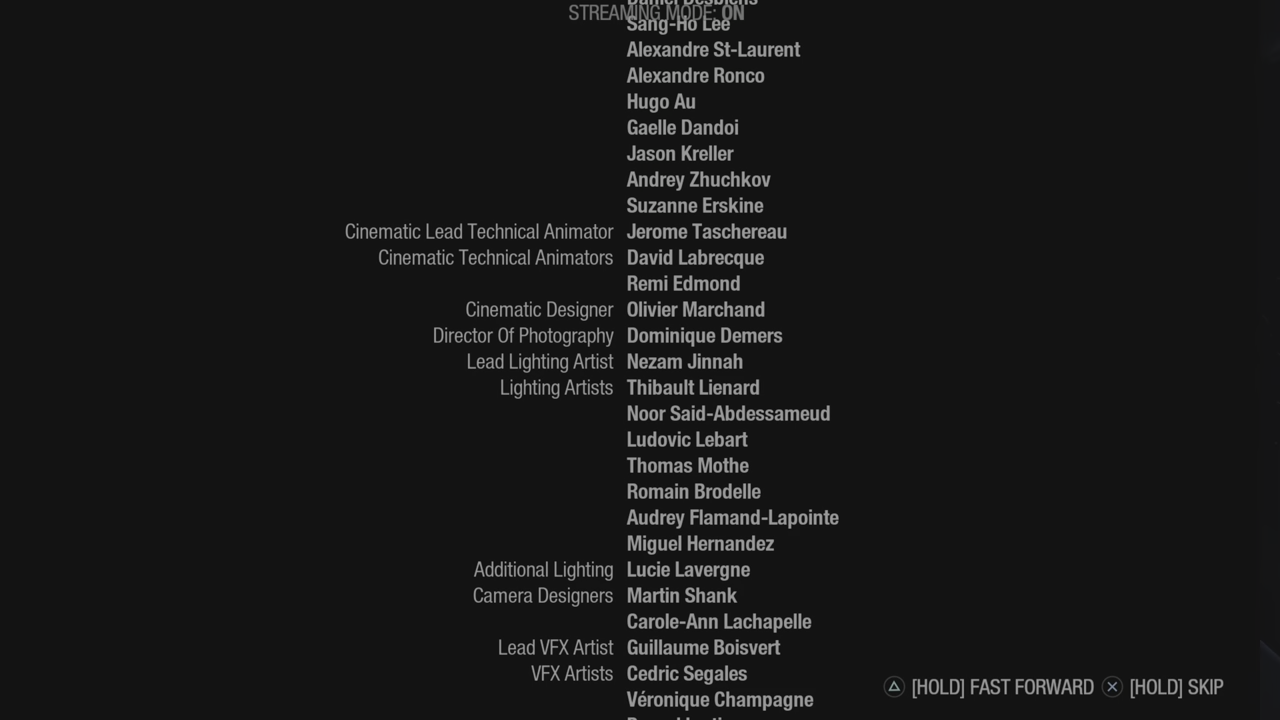 Daniel Desbiens
STREAMING MODE: ON
Sang-Ho Lee
Alexandre St-Laurent
Alexandre Ronco
Hugo Au
Gaelle Dandoi
Jason Kreller
Andrey Zhuchkov
Suzanne Erskine
Cinematic Lead Technical Animator Jerome Taschereau
Cinematic Technical Animators David Labrecque
Remi Edmond
Cinematic Designer Olivier Marchand
Director Of Photography Dominique Demers
Lead Lighting Artist Nezam Jinnah
Lighting Artists Thibault Lienard
Noor Said-Abdessameud
Ludovic Lebart
Thomas Mothe
Romain Brodelle
Audrey Flamand-Lapointe
Miguel Hernandez
Additional Lighting Lucie Lavergne
Camera Designers Martin Shank
Carole-Ann Lachapelle
Lead VFX Artist Guillaume Boisvert
VFX Artists Cedric Segales
Véronique Champagne
[HOLD] FAST FORWARD [HOLD] SKIP